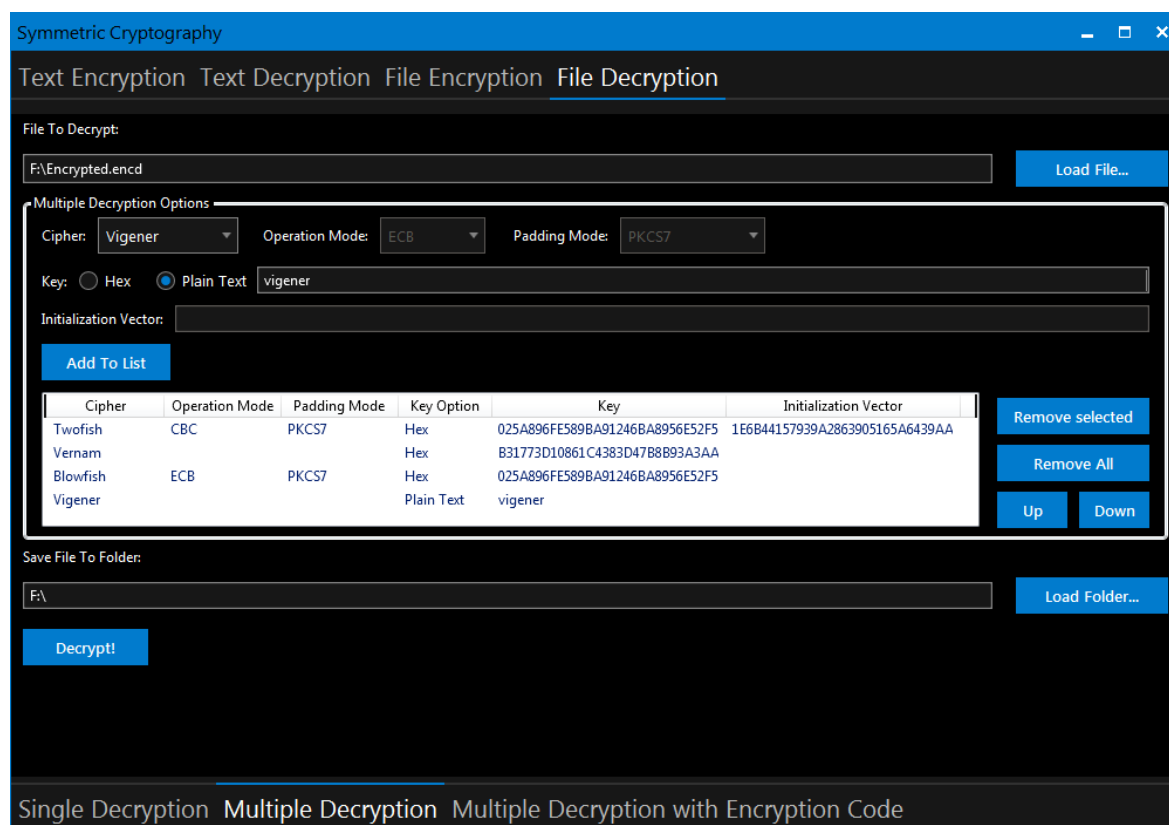 Symmetric Cryptography
Text Encryption Text Decryption File Encryption File Decryption
File To Decrypt:
F:\Encrypted.encd Load File...
Multiple Decryption Options
Cipher: Vigener Operation Mode: ECB Padding Mode: PKCS7
Key: Hex Plain Text vigener
Initialization Vector:
Add To List
Cipher Operation Mode Padding Mode Key Option Key Initialization Vector
Twofish CBC PKCS7 Hex 025A896FE589BA91246BA8956E52F5 1E6B44157939A2863905165A6439AA
Vernam Hex B31773D10861C4383D47B8B93A3AA
Blowfish ECB PKCS7 Hex 025A896FE589BA91246BA8956E52F5
Vigener Plain Text vigener
Remove selected
Remove All
Up Down
Save File To Folder:
F:\ Load Folder...
Decrypt!
Single Decryption Multiple Decryption Multiple Decryption with Encryption Code